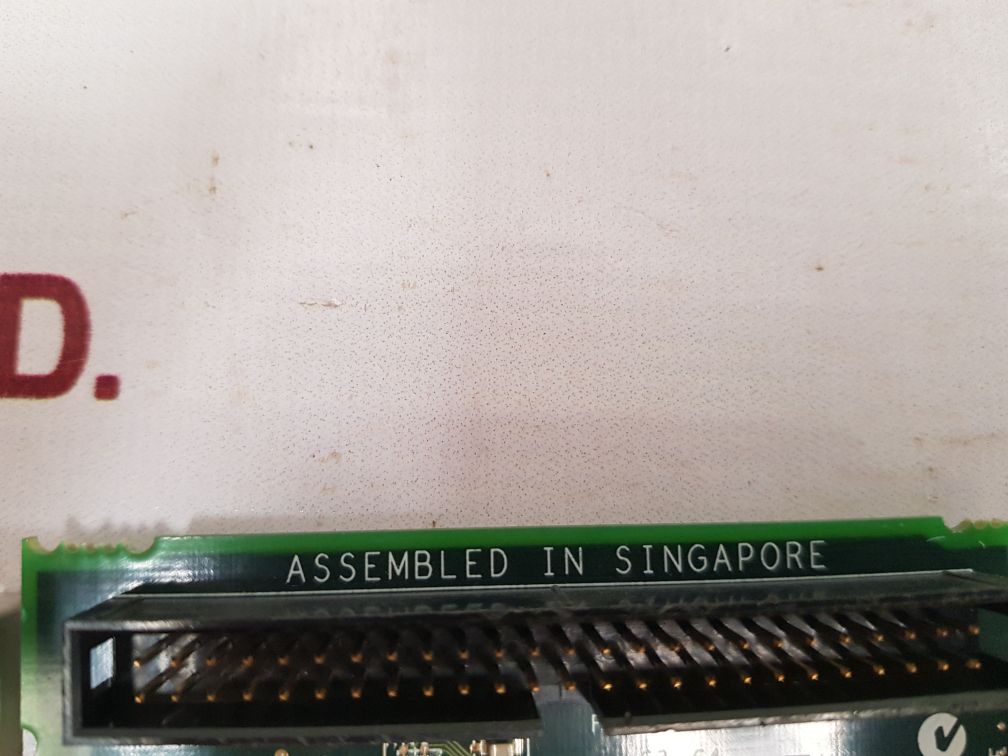 D.
ASSEMBLED IN SINGAPORE